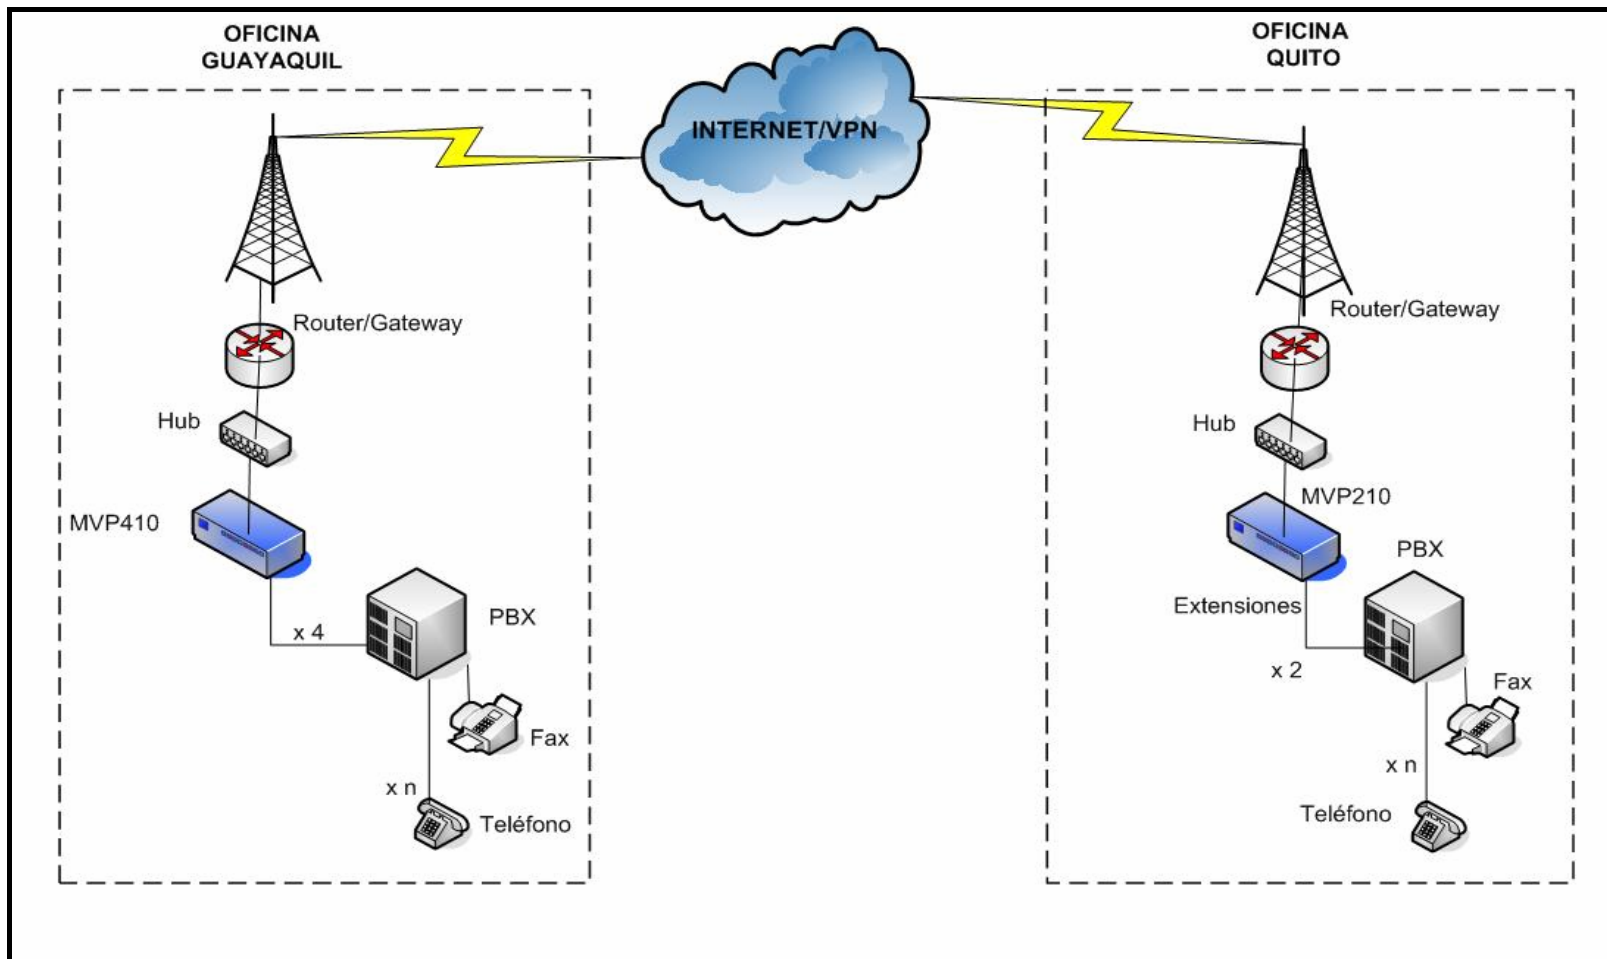 OFICINA
GUAYAQUIL
INTERNET/VPN
OFICINA
QUITO
Router/Gateway
Hub
MVP410
x 4
PBX
Fax
x n
Teléfono
Router/Gateway
Hub
MVP210
PBX
Extensiones
x 2
Fax
x n
Teléfono